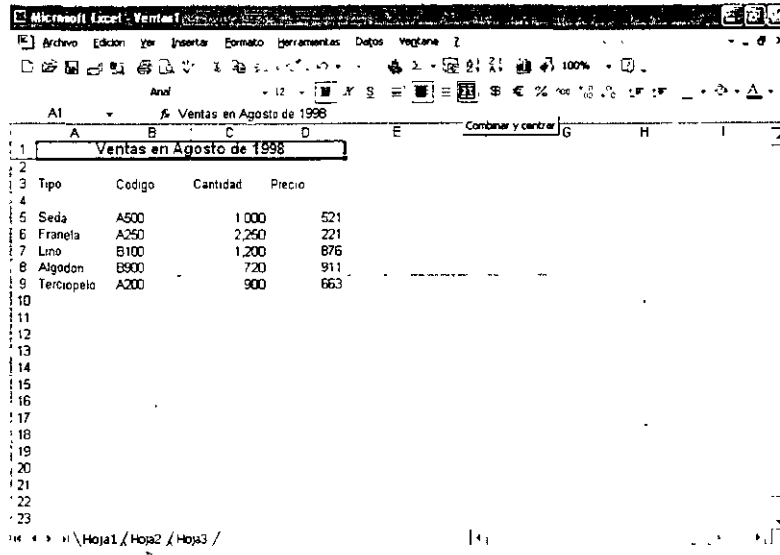 Microsoft Excel - Ventas1
Archivo Edicion Ver Insertar Formato Herramientas Datos Ventana ?
100%
Arial 12 N K S € %
A1 fx Ventas en Agosto de 1998
Combinar y centrar
A B C D E G H I
1 Ventas en Agosto de 1998
2
3 Tipo Codigo Cantidad Precio
4
5 Seda A500 1 000 521
6 Franela A250 2,250 221
7 Lino B100 1,200 876
8 Algodon B900 720 911
9 Terciopelo A200 900 663
10
11
12
13
14
15
16
17
18
19
20
21
22
23
Hoja1 / Hoja2 / Hoja3 /